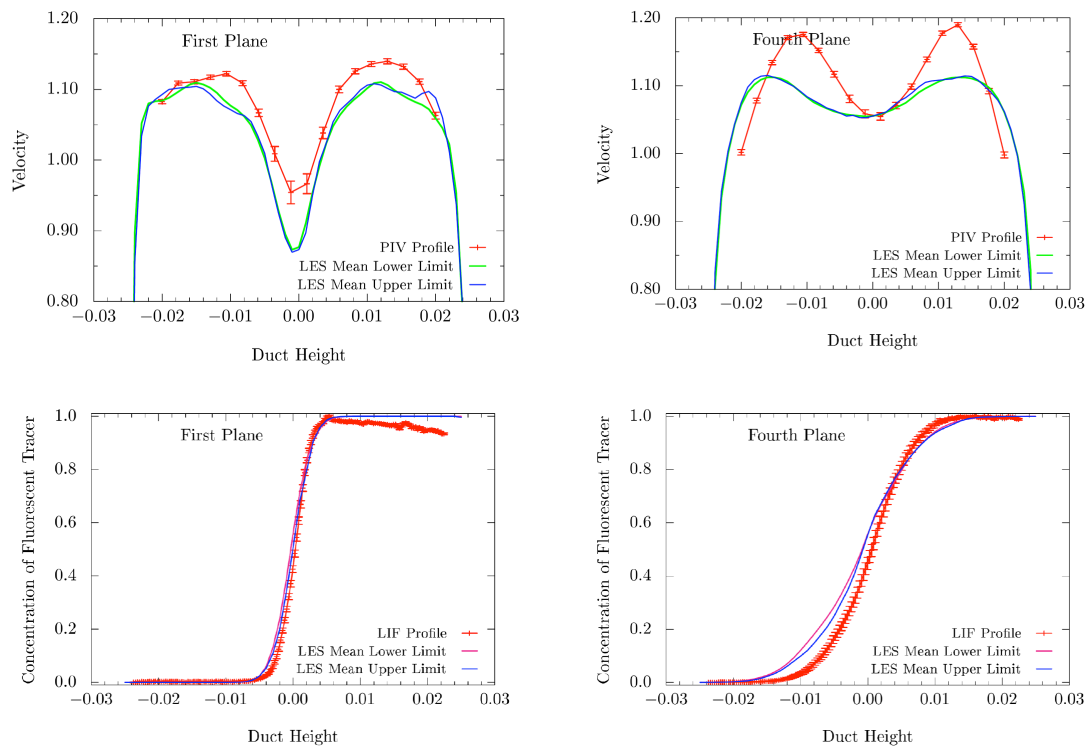 1.20
First Plane
1.10
1.00
0.90
0.80
Velocity
PIV Profile
LES Mean Lower Limit
LES Mean Upper Limit
−0.03 −0.02 −0.01 0.00 0.01 0.02 0.03
Duct Height
1.20
Fourth Plane
1.10
1.00
0.90
0.80
Velocity
PIV Profile
LES Mean Lower Limit
LES Mean Upper Limit
−0.03 −0.02 −0.01 0.00 0.01 0.02 0.03
Duct Height
1.0
First Plane
0.8
0.6
0.4
0.2
0.0
Concentration of Fluorescent Tracer
LIF Profile
LES Mean Lower Limit
LES Mean Upper Limit
−0.03 −0.02 −0.01 0.00 0.01 0.02 0.03
Duct Height
1.0
Fourth Plane
0.8
0.6
0.4
0.2
0.0
Concentration of Fluorescent Tracer
LIF Profile
LES Mean Lower Limit
LES Mean Upper Limit
−0.03 −0.02 −0.01 0.00 0.01 0.02 0.03
Duct Height